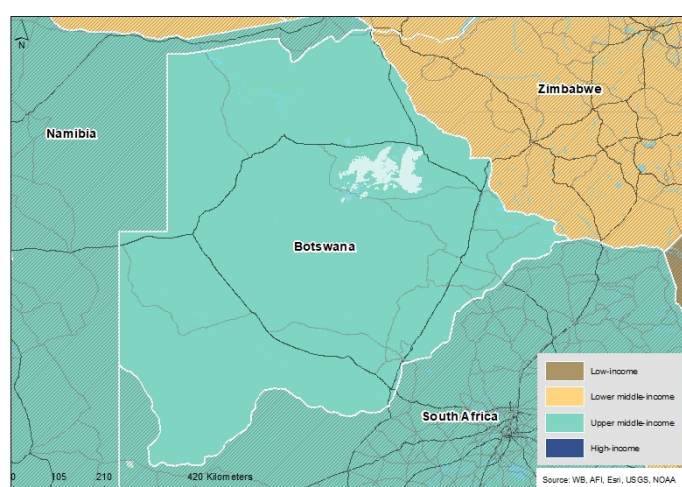 N
Zimbabwe
Namibia
Botswana
Low-income
Lower middle-income
Upper middle-income
South Africa
High-income
0 105 210 420 Kilometers
Source: WB, AFI, Esri, USGS, NOAA